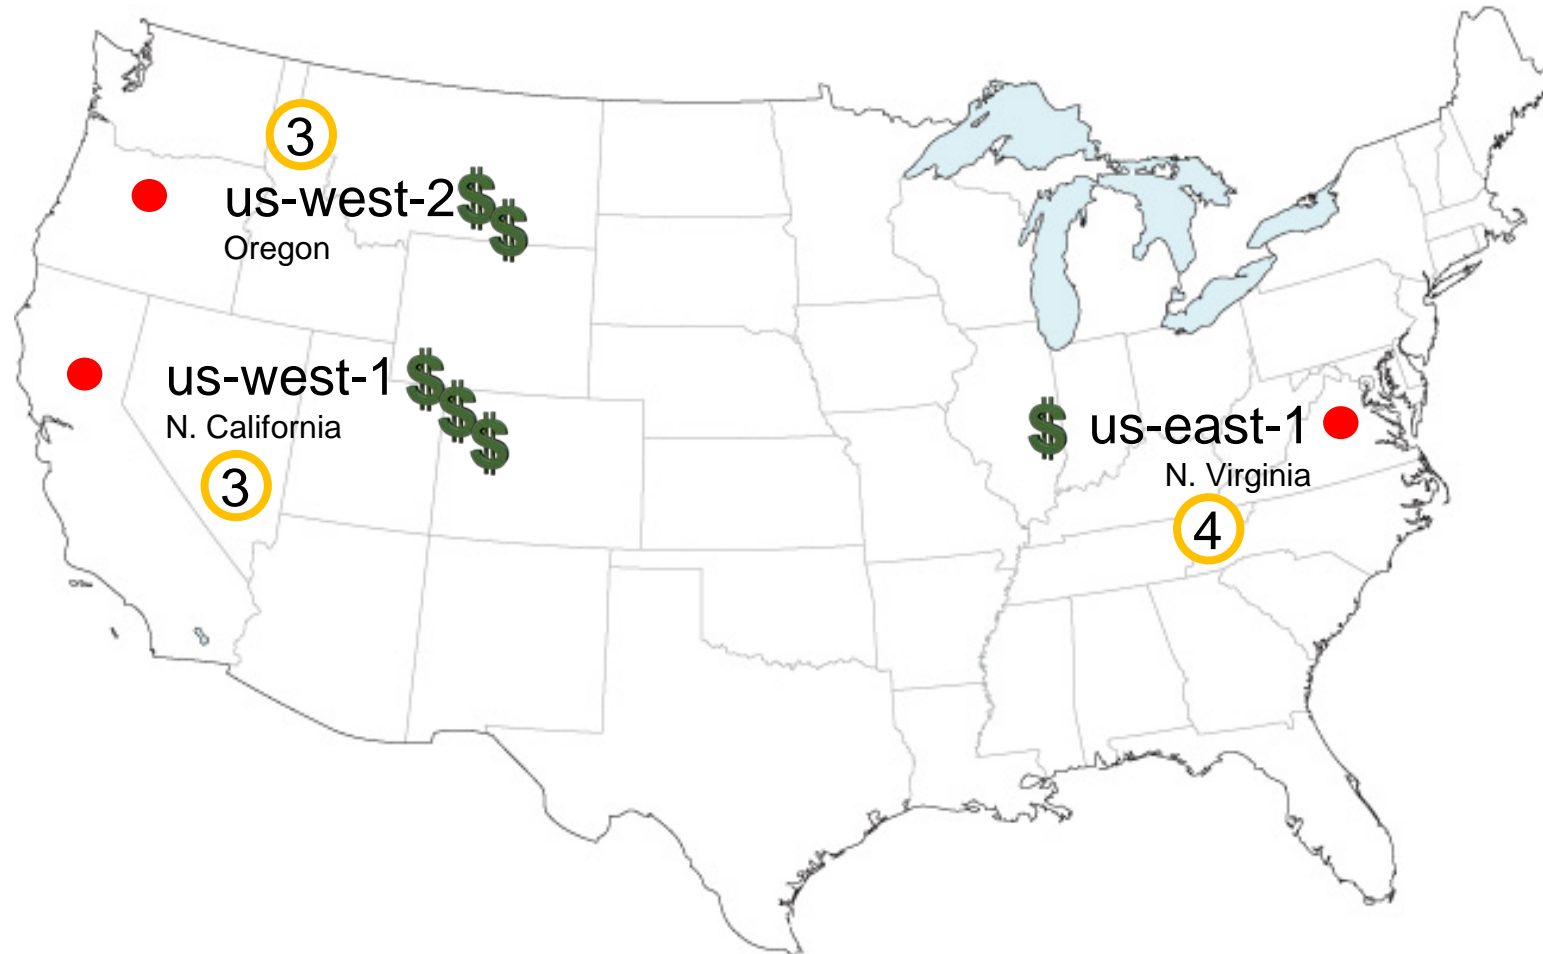 3
us-west-2 $$
Oregon
us-west-1 $$$
N. California
3
$ us-east-1
N. Virginia
4